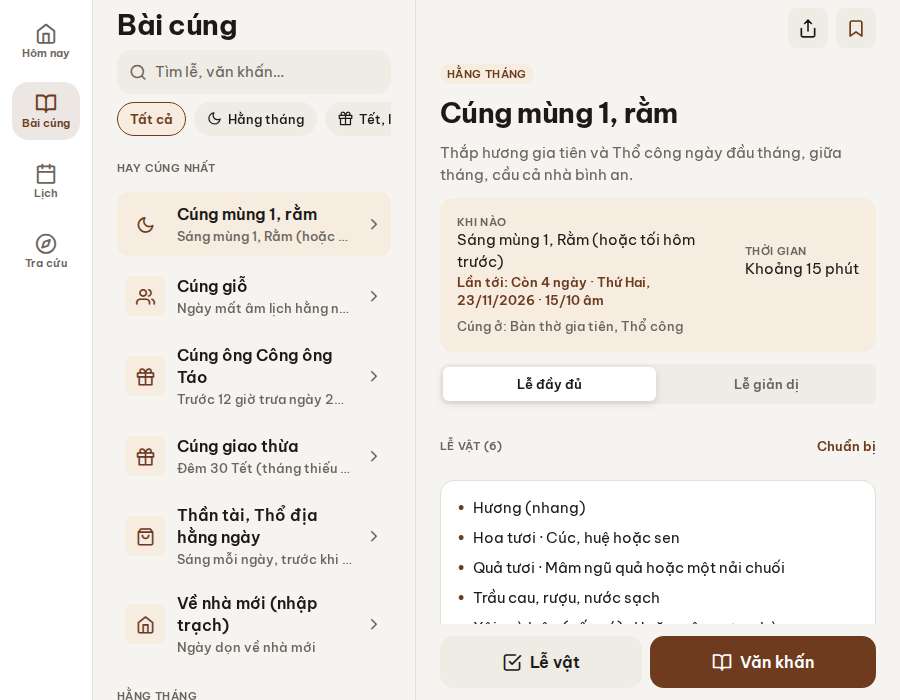 Hôm nay
Bài cúng
Lịch
Tra cứu
Bài cúng
Tìm lễ, văn khấn...
Tất cả
Hằng tháng
Tết, l
HAY CÚNG NHẤT
Cúng mùng 1, rằm
Sáng mùng 1, Rằm (hoặc ...
Cúng giỗ
Ngày mất âm lịch hằng n...
Cúng ông Công ông
Táo
Trước 12 giờ trưa ngày 2...
Cúng giao thừa
Đêm 30 Tết (tháng thiếu ...
Thần tài, Thổ địa
hằng ngày
Sáng mỗi ngày, trước khi ...
Về nhà mới (nhập
trạch)
Ngày dọn về nhà mới
HẰNG THÁNG
HẰNG THÁNG
Cúng mùng 1, rằm
Thắp hương gia tiên và Thổ công ngày đầu tháng, giữa
tháng, cầu cả nhà bình an.
KHI NÀO
Sáng mùng 1, Rằm (hoặc tối hôm
trước)
Lần tới: Còn 4 ngày · Thứ Hai,
23/11/2026 · 15/10 âm
Cúng ở: Bàn thờ gia tiên, Thổ công
THỜI GIAN
Khoảng 15 phút
Lễ đầy đủ
Lễ giản dị
LỄ VẬT (6)
Chuẩn bị
• Hương (nhang)
• Hoa tươi · Cúc, huệ hoặc sen
• Quả tươi · Mâm ngũ quả hoặc một nải chuối
• Trầu cau, rượu, nước sạch
Lễ vật
Văn khấn